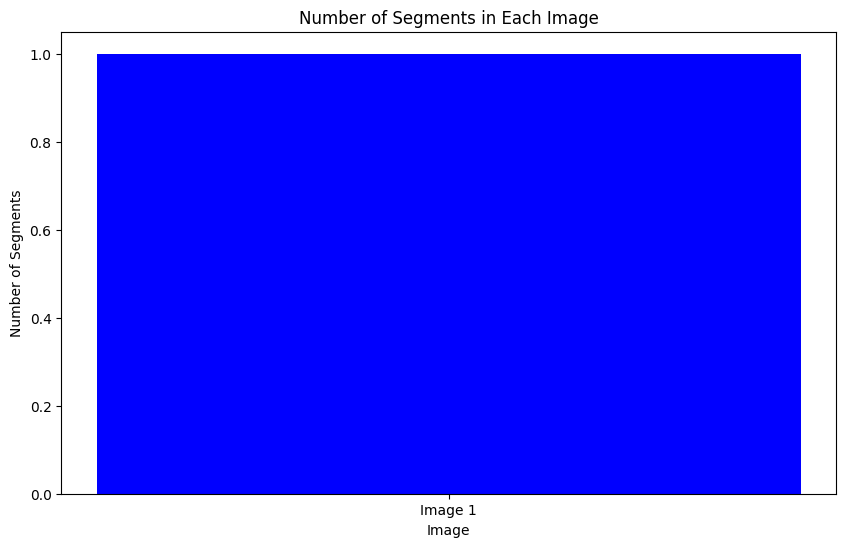 Number of Segments in Each Image
Number of Segments
1.0
0.8
0.6
0.4
0.2
0.0
Image 1
Image